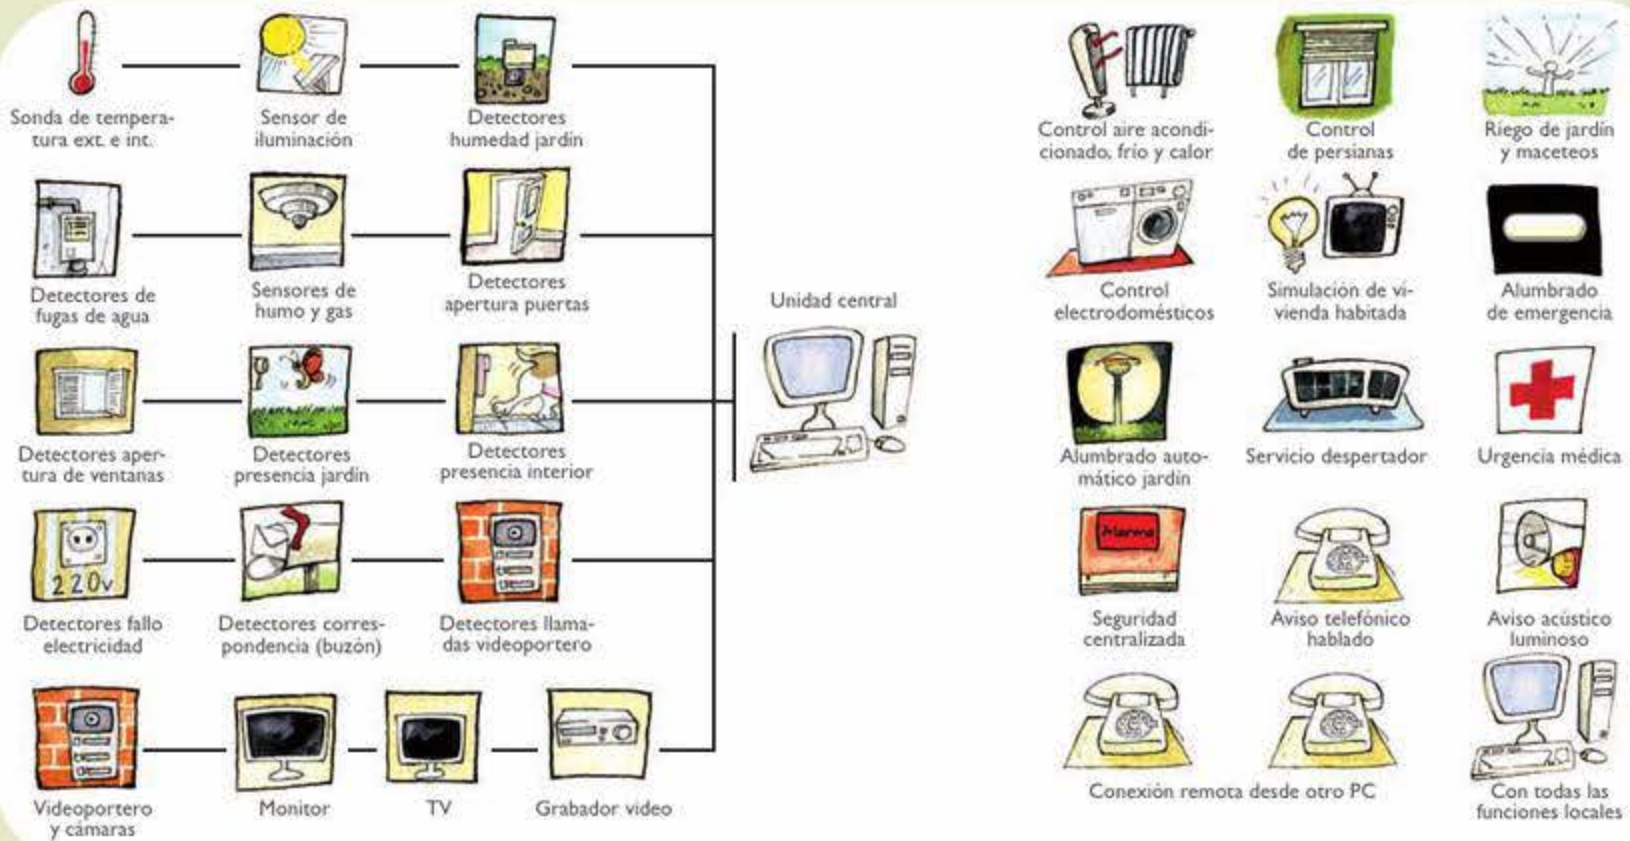 Sonda de tempera-
tura ext. e int.
Sensor de
iluminación
Detectores
humedad jardín
Detectores de
fugas de agua
Sensores de
humo y gas
Detectores
apertura puertas
Detectores aper-
tura de ventanas
Detectores
presencia jardín
Detectores
presencia interior
220v
Detectores fallo
electricidad
Detectores corres-
pondencia (buzón)
Detectores llama-
das videoportero
Videoportero
y cámaras
Monitor
TV
Grabador video
Unidad central
Control aire acondi-
cionado, frío y calor
Control
de persianas
Riego de jardín
y maceteos
Control
electrodomésticos
Simulación de vi-
vienda habitada
Alumbrado
de emergencia
Alumbrado auto-
mático jardín
Servicio despertador
Urgencia médica
Alarma
Seguridad
centralizada
Aviso telefónico
hablado
Aviso acústico
luminoso
Conexión remota desde otro PC
Con todas las
funciones locales